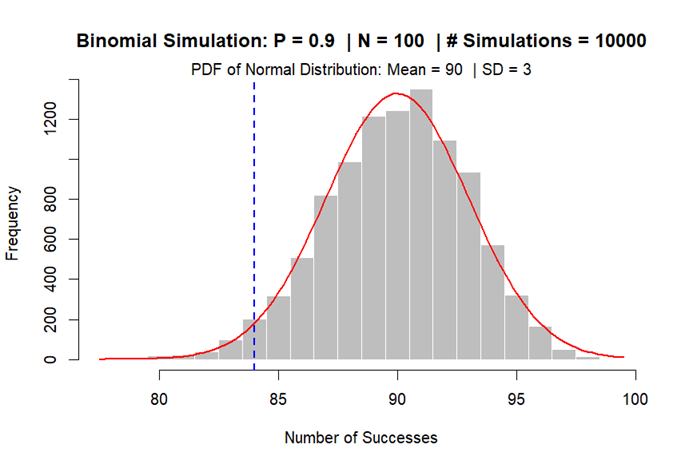 Binomial Simulation: P = 0.9 | N = 100 | # Simulations = 10000
PDF of Normal Distribution: Mean = 90 | SD = 3
Frequency
1200
800
600
400
200
0
80 85 90 95 100
Number of Successes